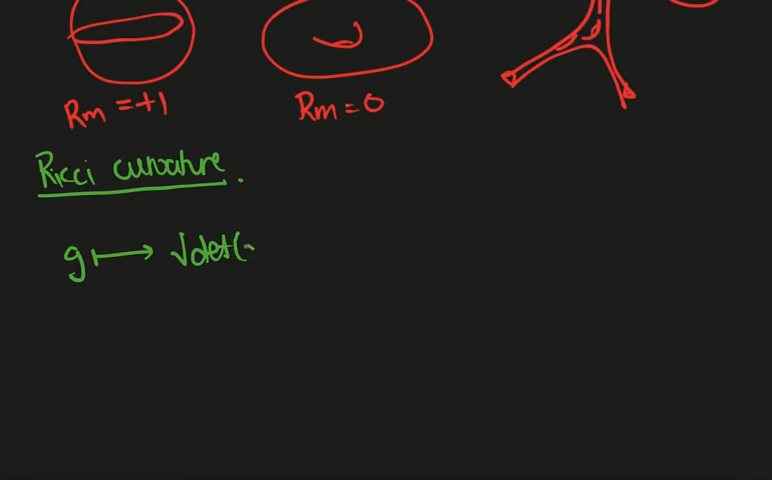 Rm = +1 Rm = 0
Ricci curvature.
g ⟼ √det(